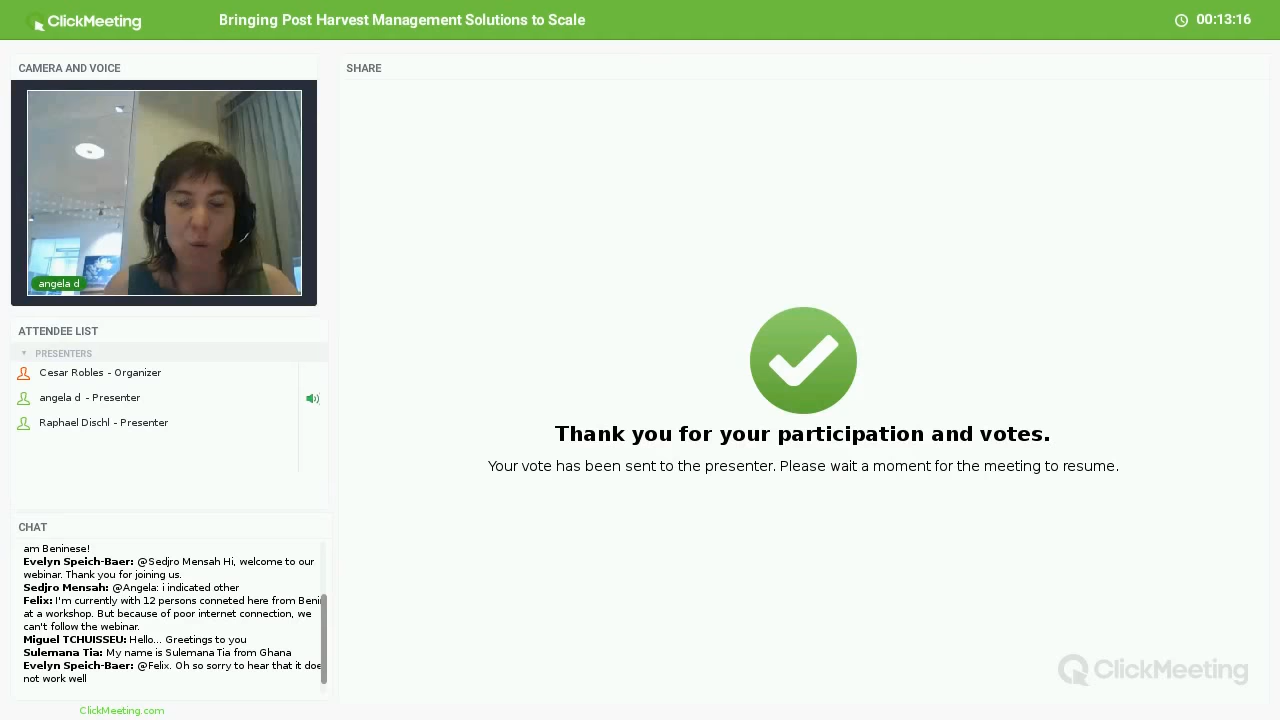 ClickMeeting
Bringing Post Harvest Management Solutions to Scale
00:13:16
CAMERA AND VOICE
angela d
ATTENDEE LIST
PRESENTERS
Cesar Robles - Organizer
angela d - Presenter
Raphael Dischl - Presenter
CHAT
am Beninese!
Evelyn Speich-Baer: @Sedjro Mensah Hi, welcome to our
webinar. Thank you for joining us.
Sedjro Mensah: @Angela: i indicated other
Felix: I'm currently with 12 persons conneted here from Beni
at a workshop. But because of poor internet connection, we
can't follow the webinar.
Miguel TCHUISSEU: Hello... Greetings to you
Sulemana Tia: My name is Sulemana Tia from Ghana
Evelyn Speich-Baer: @Felix. Oh so sorry to hear that it doe
not work well
ClickMeeting.com
SHARE
Thank you for your participation and votes.
Your vote has been sent to the presenter. Please wait a moment for the meeting to resume.
ClickMeeting